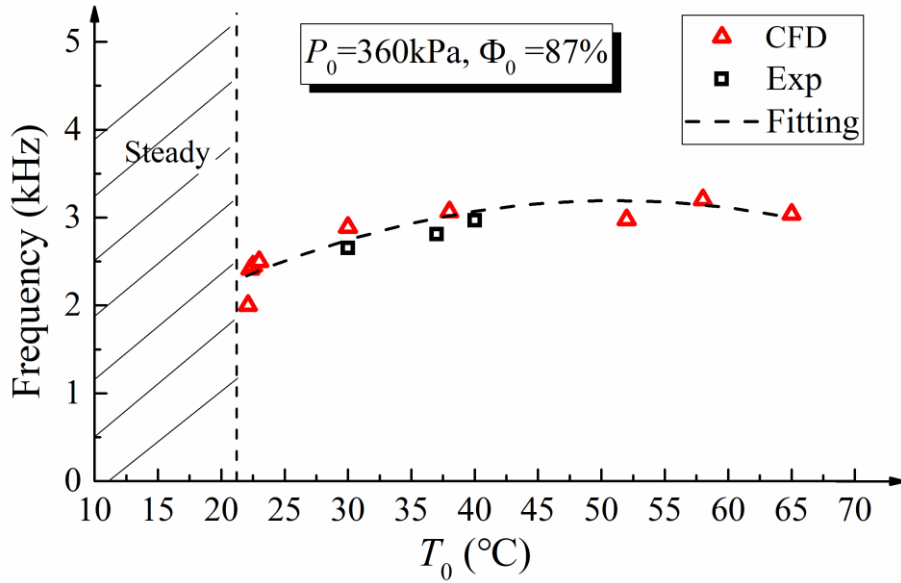 P₀=360kPa, Φ₀ =87%
CFD
Exp
Fitting
Steady
Frequency (kHz)
5
4
3
2
1
0
10 15 20 25 30 35 40 45 50 55 60 65 70
T₀ (°C)